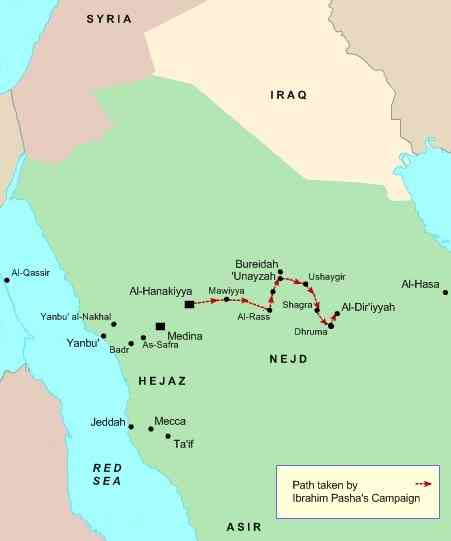 SYRIA
IRAQ
Bureidah
'Unayzah
Ushaygir
Al-Qassir
Al-Hanakiyya
Mawiyya
Al-Hasa
Shagra
Al-Dir'iyyah
Al-Rass
Yanbu' al-Nakhal
Dhruma
Medina
Yanbu'
As-Safra
Badr
NEJD
HEJAZ
Jeddah
Mecca
Ta'if
RED
SEA
Path taken by
Ibrahim Pasha's Campaign
ASIR